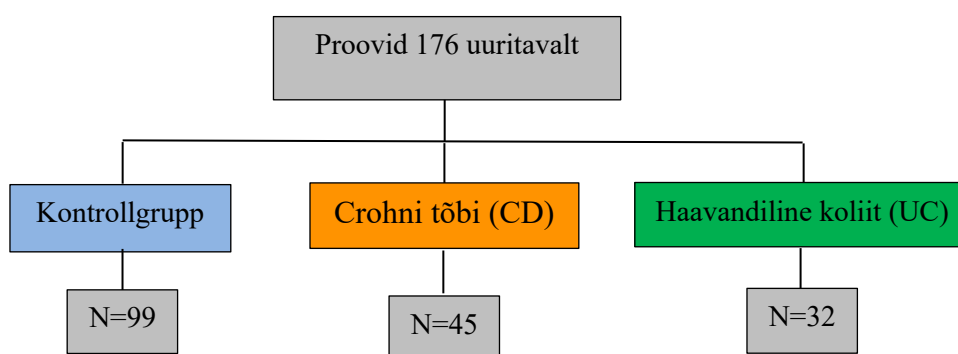 Proovid 176 uuritavalt
Kontrollgrupp
Crohni tõbi (CD)
Haavandiline koliit (UC)
N=99
N=45
N=32